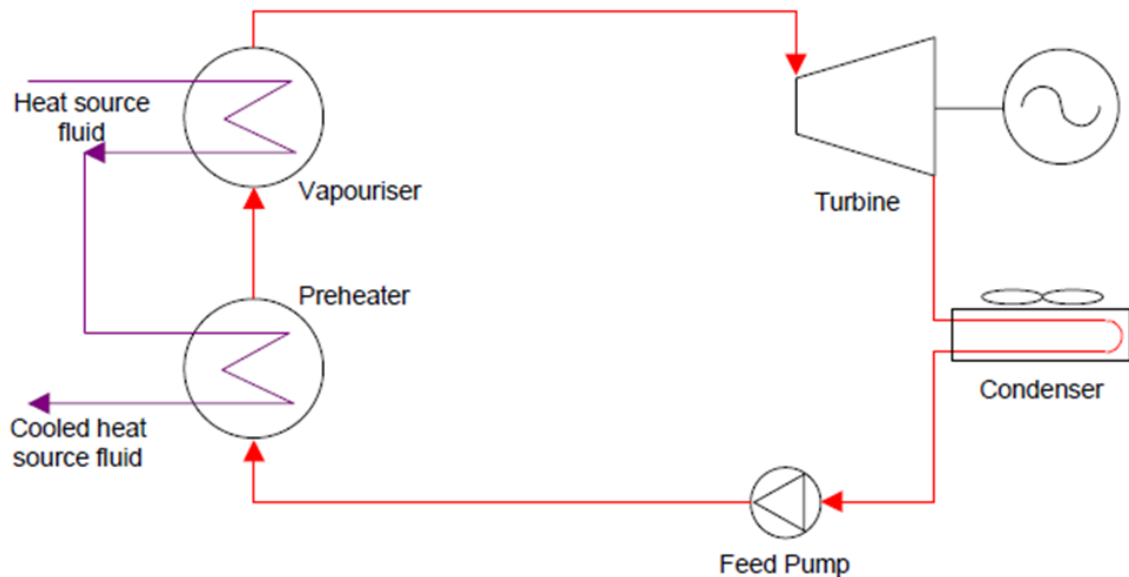 Heat source
fluid
Vapouriser
Turbine
Preheater
Condenser
Cooled heat
source fluid
Feed Pump